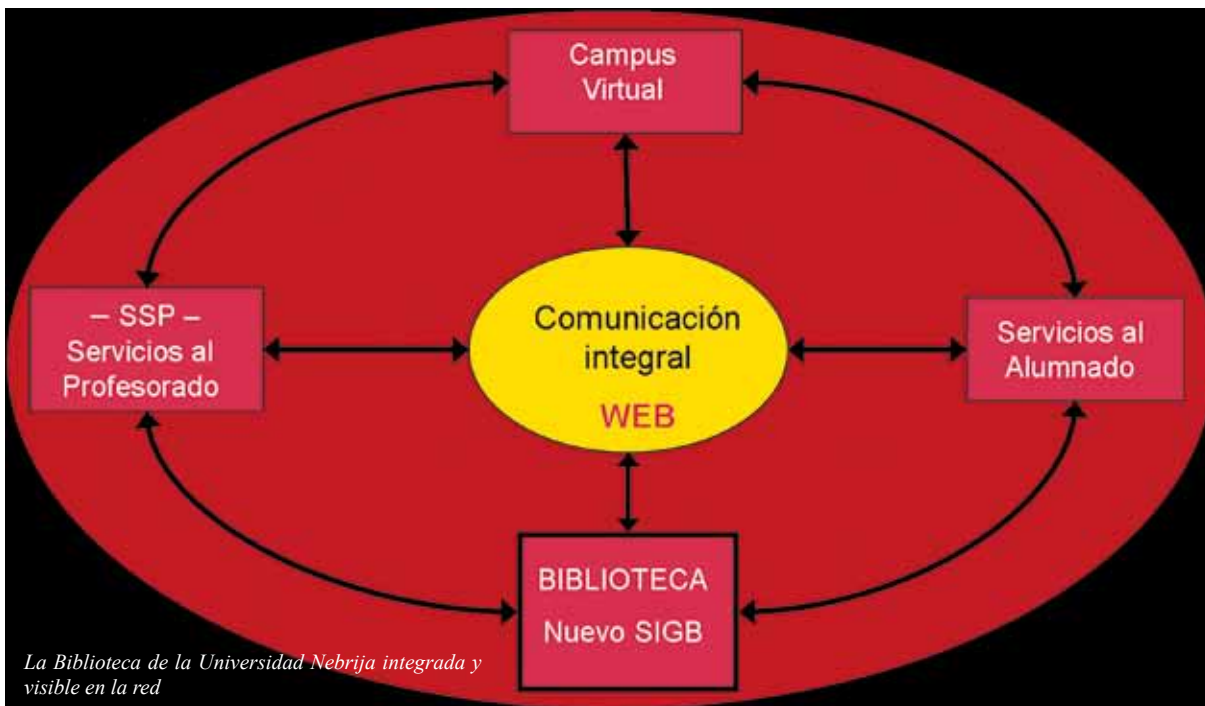 Campus
Virtual
– SSP –
Servicios al
Profesorado
Comunicación
integral
WEB
Servicios al
Alumnado
BIBLIOTECA
Nuevo SIGB
La Biblioteca de la Universidad Nebrija integrada y
visible en la red